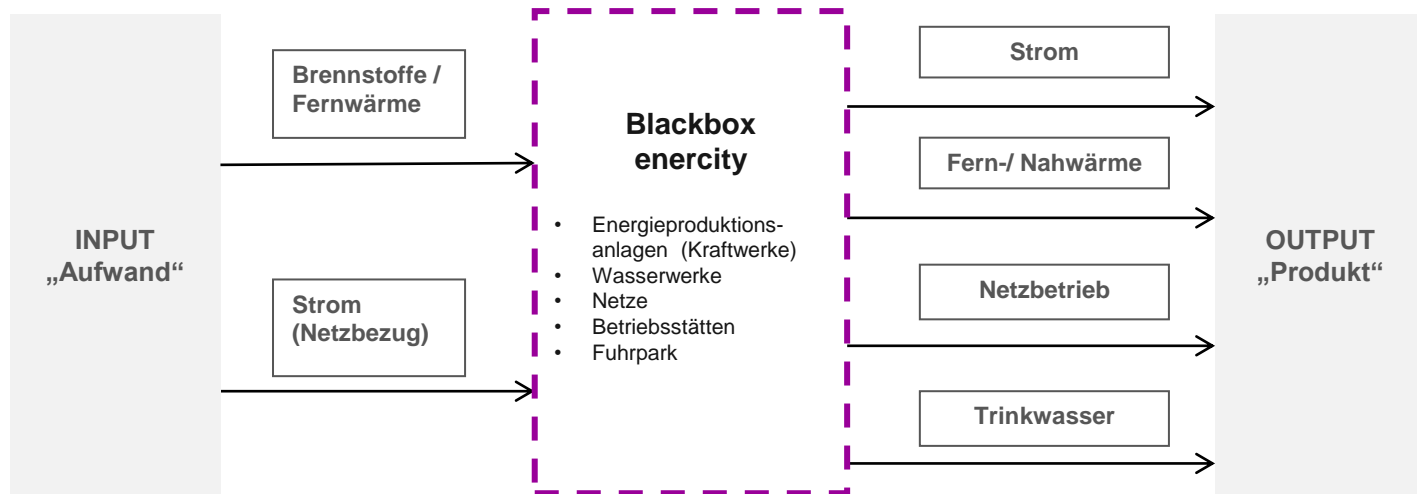 INPUT
„Aufwand“
Brennstoffe /
Fernwärme
Strom
(Netzbezug)
Blackbox
enercity
• Energieproduktions-
anlagen (Kraftwerke)
• Wasserwerke
• Netze
• Betriebsstätten
• Fuhrpark
Strom
Fern-/ Nahwärme
Netzbetrieb
Trinkwasser
OUTPUT
„Produkt“